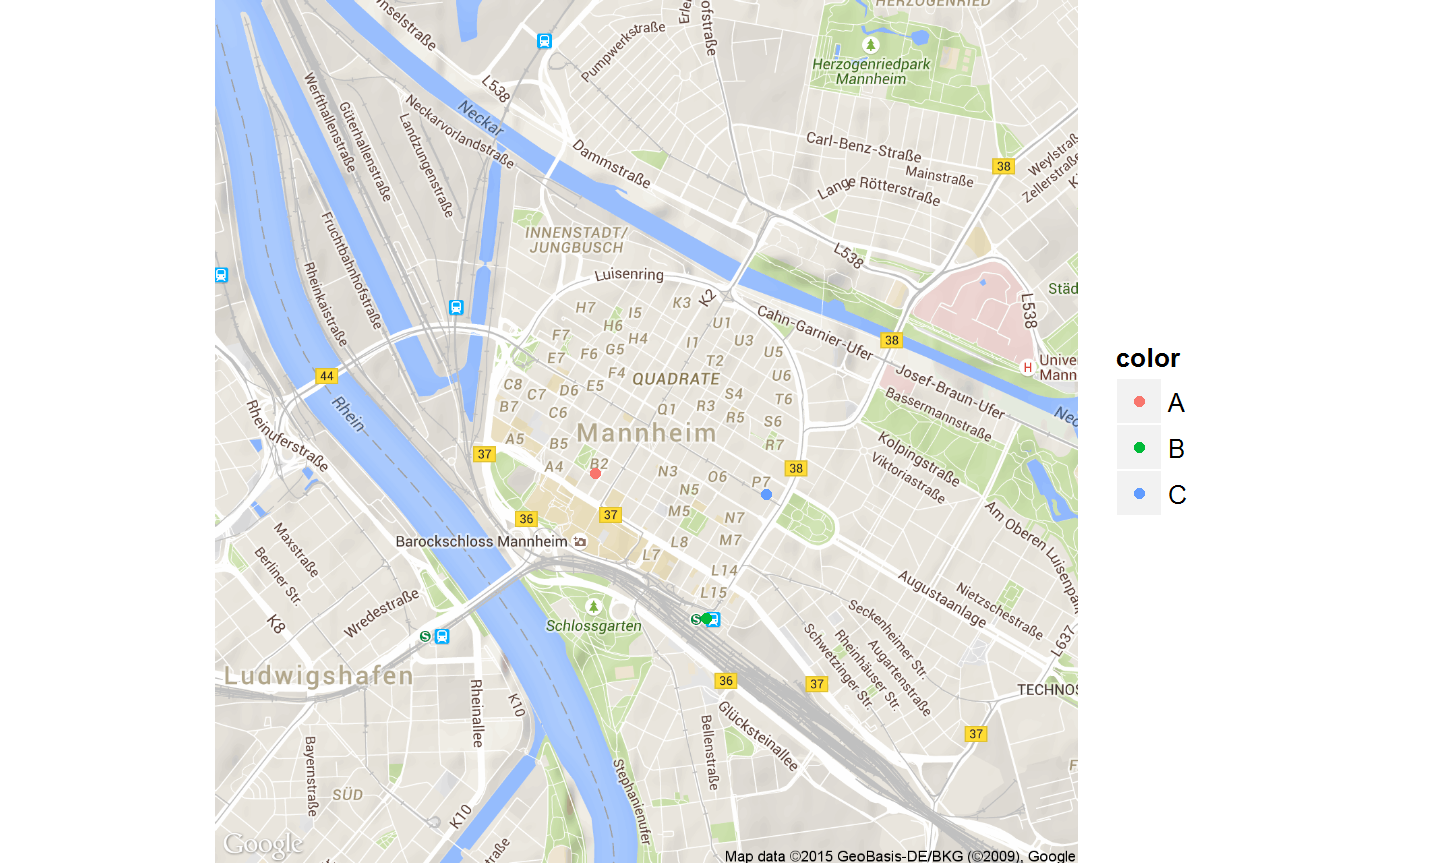 nselstraße
Pumpwerkstraße
Erle
ofstraße
HERZOGENRIED
Herzogenriedpark
Mannheim
L538
Neckar
Neckarvorlandstraße
Werfthallenstraße
Güterhallenstraße
Landzungenstraße
Dammstraße
Carl-Benz-Straße
Mainstraße
Lange Rötterstraße
38
Weylstraß
Zellerstraße
K
Fruchtbahnhofstraße
Rheinkaistraße
INNENSTADT/
JUNGBUSCH
L538
Luisenring
K2
Städ
L538
H7
I5
K3
H6
U1
F7
H4
G5
I1
U3
Cahn-Garnier-Ufer
38
E7
F6
T2
U5
H
Unive
Mann
44
C8
C7
D6
E5
F4
QUADRATE
U6
Josef-Braun-Ufer
B7
C6
Q1
R3
S4
T6
Bassermannstraße
Nec
Rhein
Rheinuferstraße
R5
S6
Mannheim
A5
B5
R7
Kolpingstraße
37
A4
B2
N3
O6
P7
38
Viktoriastraße
N5
M5
N7
36
37
Am Oberen Luisenpark
Barockschloss Mannheim
L8
M7
L7
Maxstraße
Berliner Str.
L14
L15
Augustaanlage
Nietzschestraße
Wredestraße
K8
Schlossgarten
S
S
Seckenheimer Str.
Augartenstraße
Rheinhäuser Str.
Schwetzinger Str.
L637
Ludwigshafen
36
37
TECHNOS
Rheinallee
K10
Glücksteinallee
Bellenstraße
37
Bayernstraße
Stephanienufer
SÜD
K10
F
raße
Google
Map data ©2015 GeoBasis-DE/BKG (©2009), Google
color
A
B
C